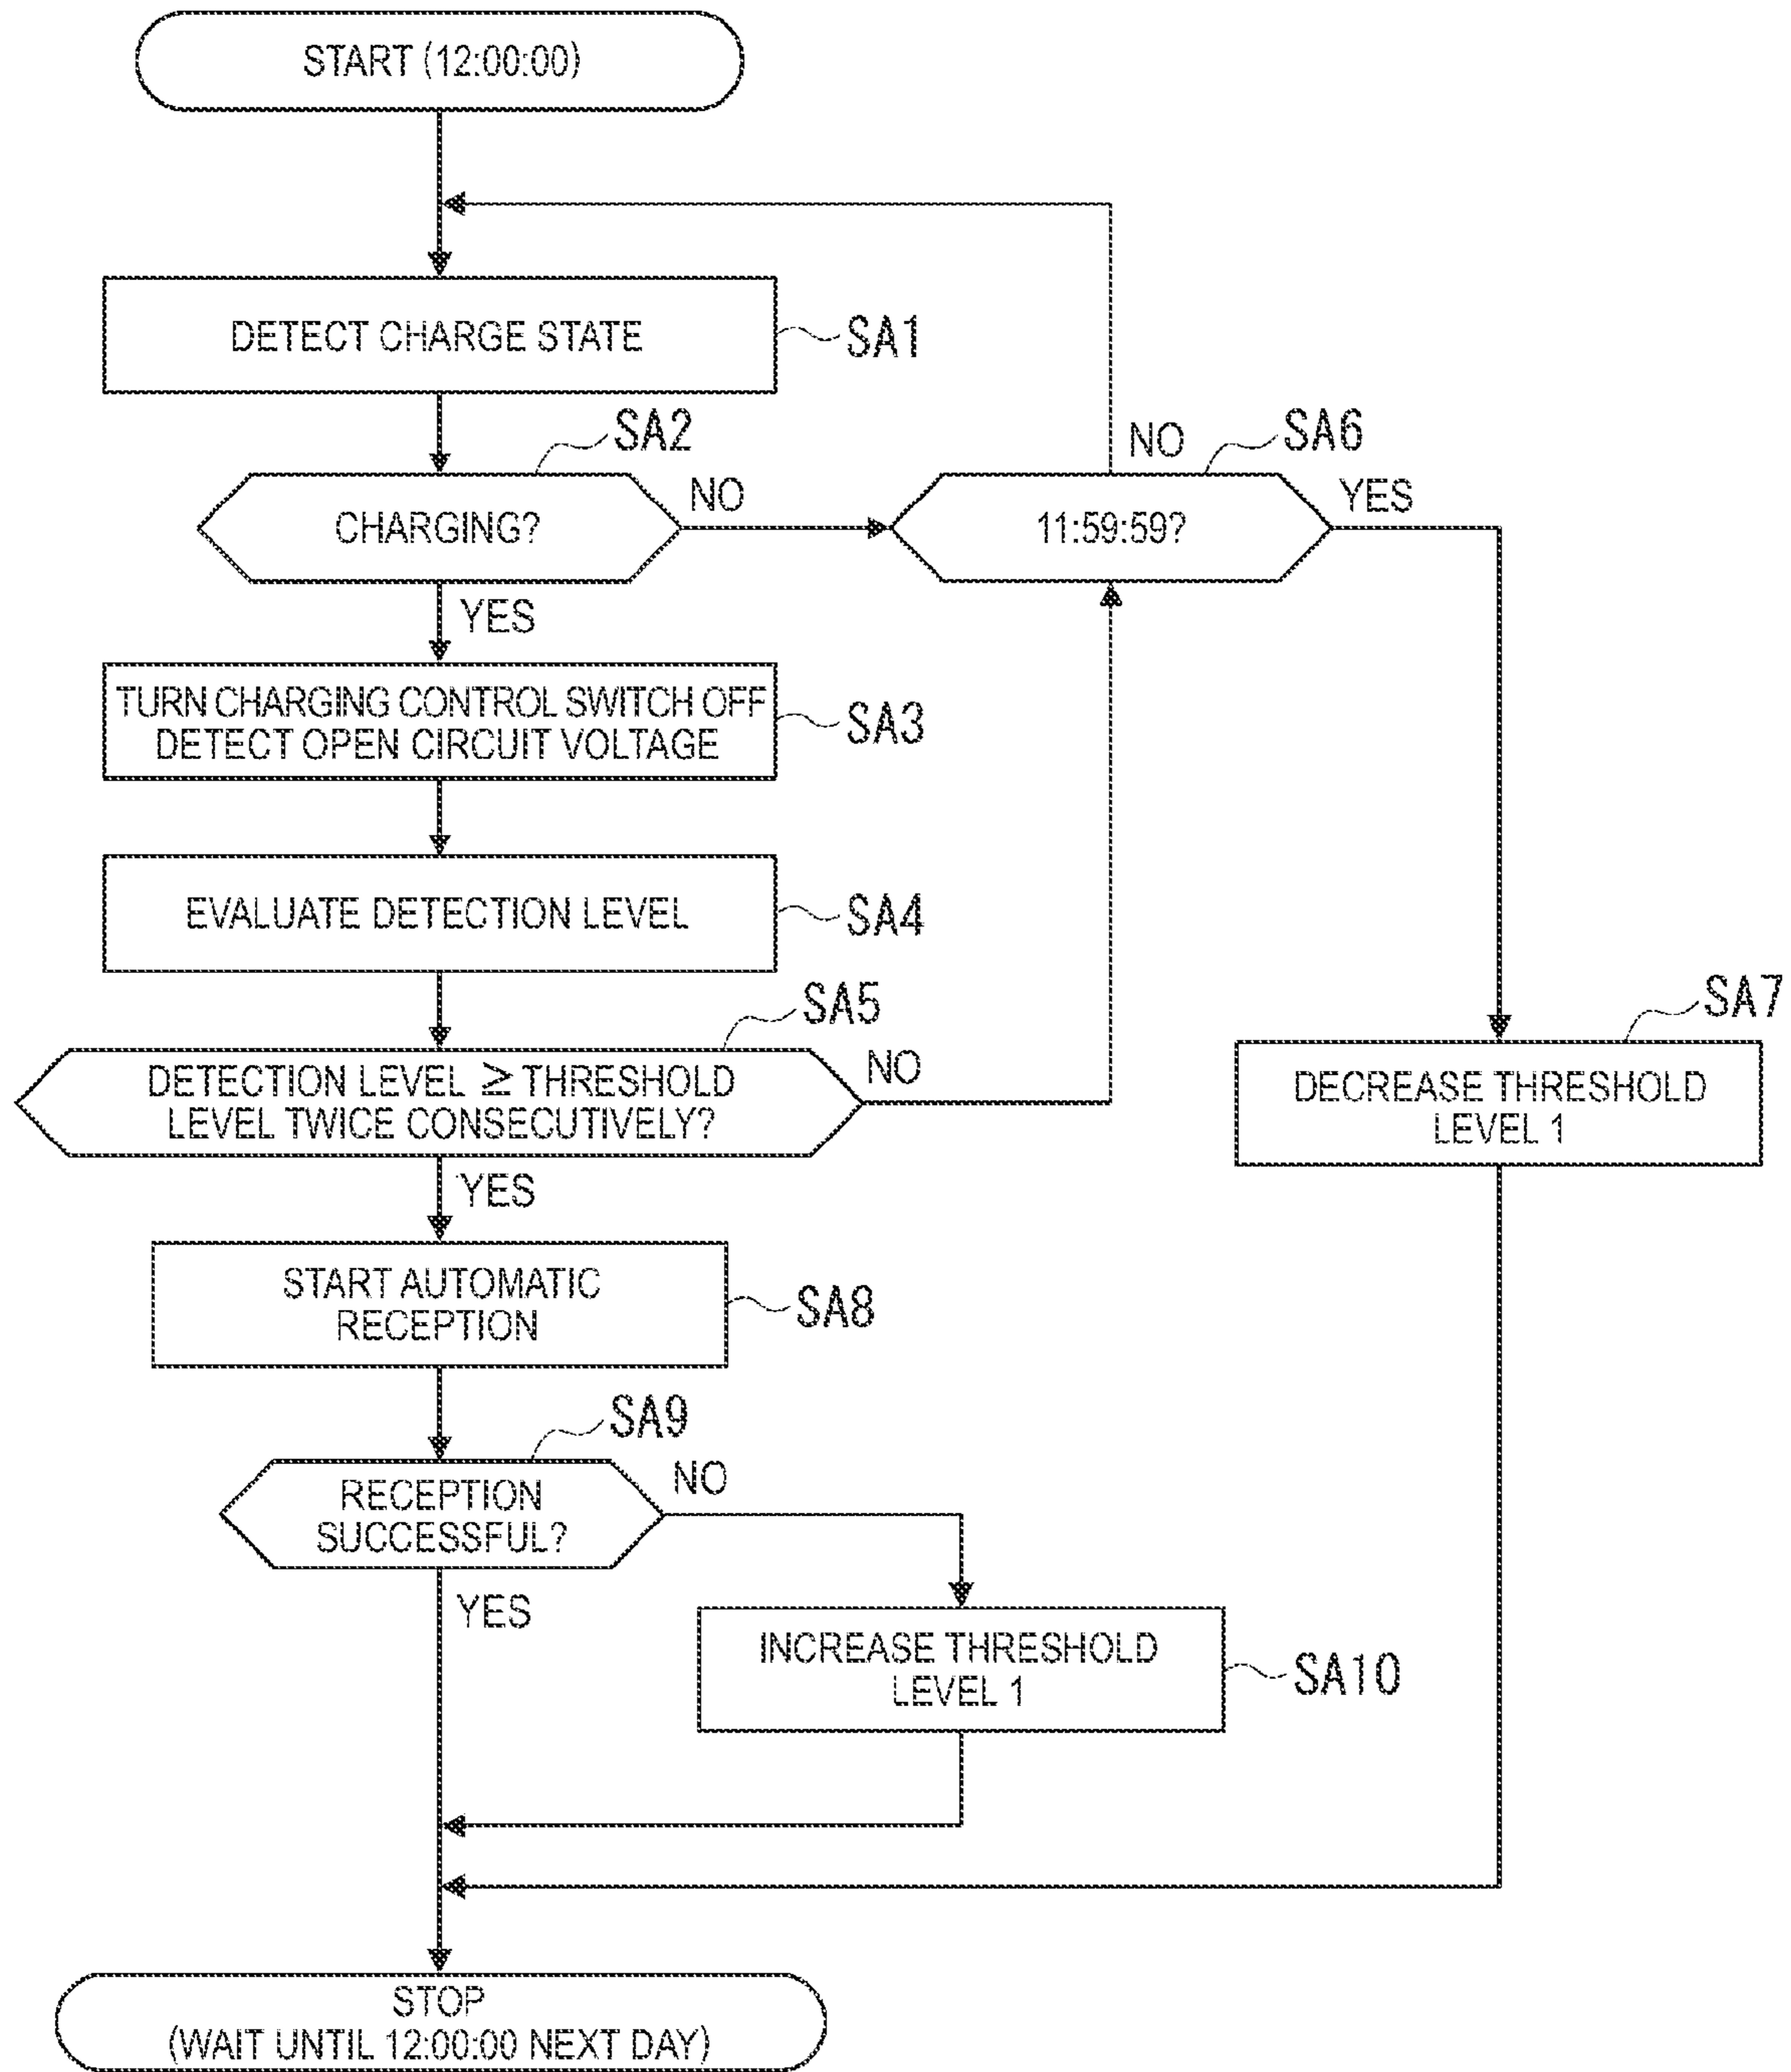 START (12:00:00)
DETECT CHARGE STATE
SA1
SA2
CHARGING?
NO
YES
SA6
NO
11:59:59?
YES
TURN CHARGING CONTROL SWITCH OFF
DETECT OPEN CIRCUIT VOLTAGE
SA3
EVALUATE DETECTION LEVEL
SA4
SA5
DETECTION LEVEL ≧ THRESHOLD
LEVEL TWICE CONSECUTIVELY?
NO
YES
SA7
DECREASE THRESHOLD
LEVEL 1
START AUTOMATIC
RECEPTION
SA8
SA9
RECEPTION
SUCCESSFUL?
NO
YES
INCREASE THRESHOLD
LEVEL 1
SA10
STOP
(WAIT UNTIL 12:00:00 NEXT DAY)